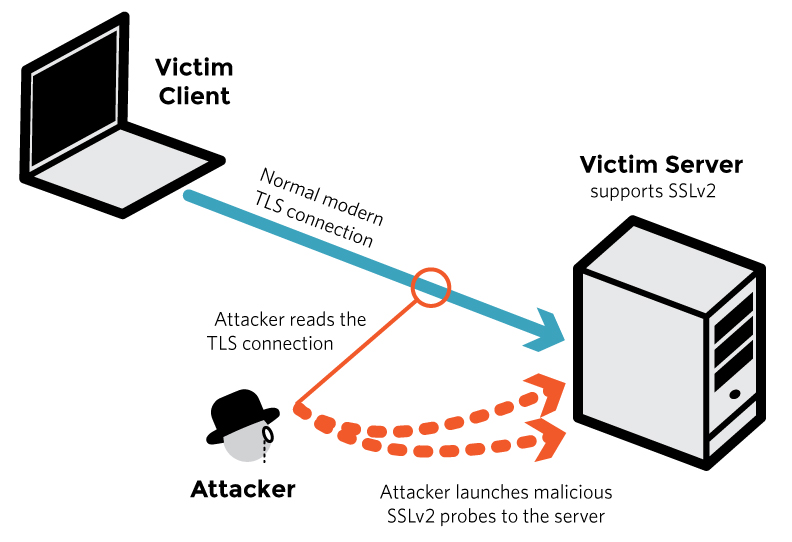 Victim
Client
Normal modern
TLS connection
Victim Server
supports SSLv2
Attacker reads the
TLS connection
Attacker
Attacker launches malicious
SSLv2 probes to the server